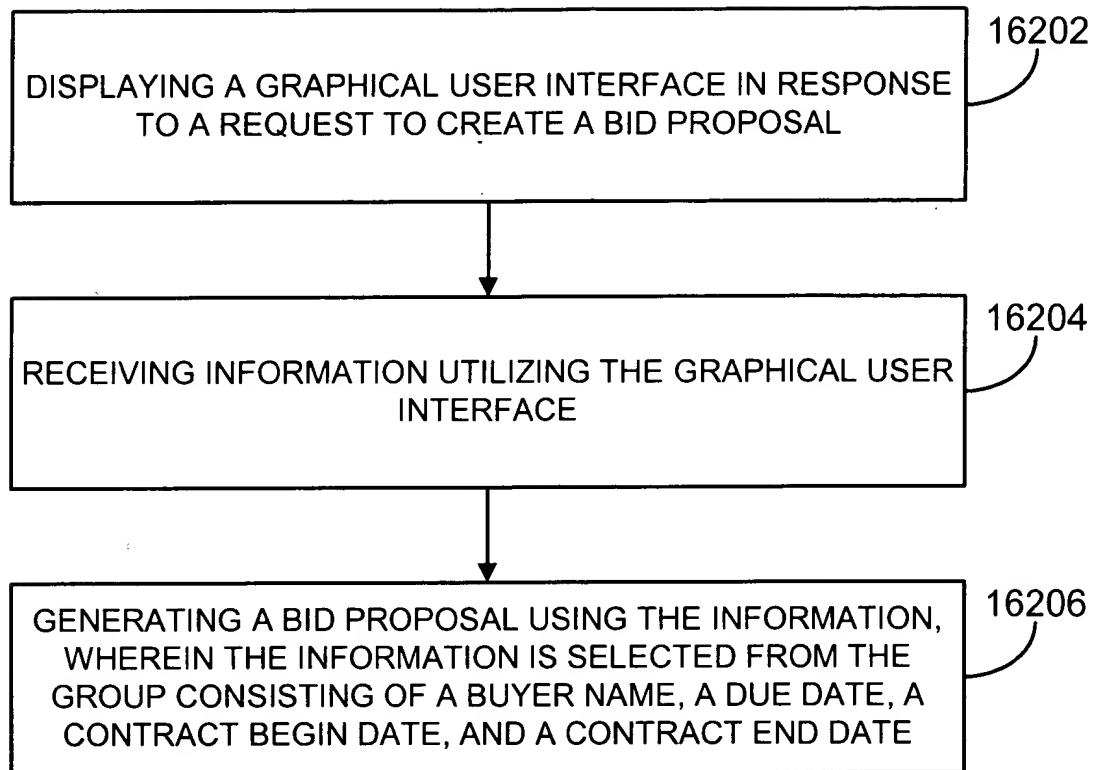 16202
DISPLAYING A GRAPHICAL USER INTERFACE IN RESPONSE
TO A REQUEST TO CREATE A BID PROPOSAL
16204
RECEIVING INFORMATION UTILIZING THE GRAPHICAL USER
INTERFACE
16206
GENERATING A BID PROPOSAL USING THE INFORMATION,
WHEREIN THE INFORMATION IS SELECTED FROM THE
GROUP CONSISTING OF A BUYER NAME, A DUE DATE, A
CONTRACT BEGIN DATE, AND A CONTRACT END DATE